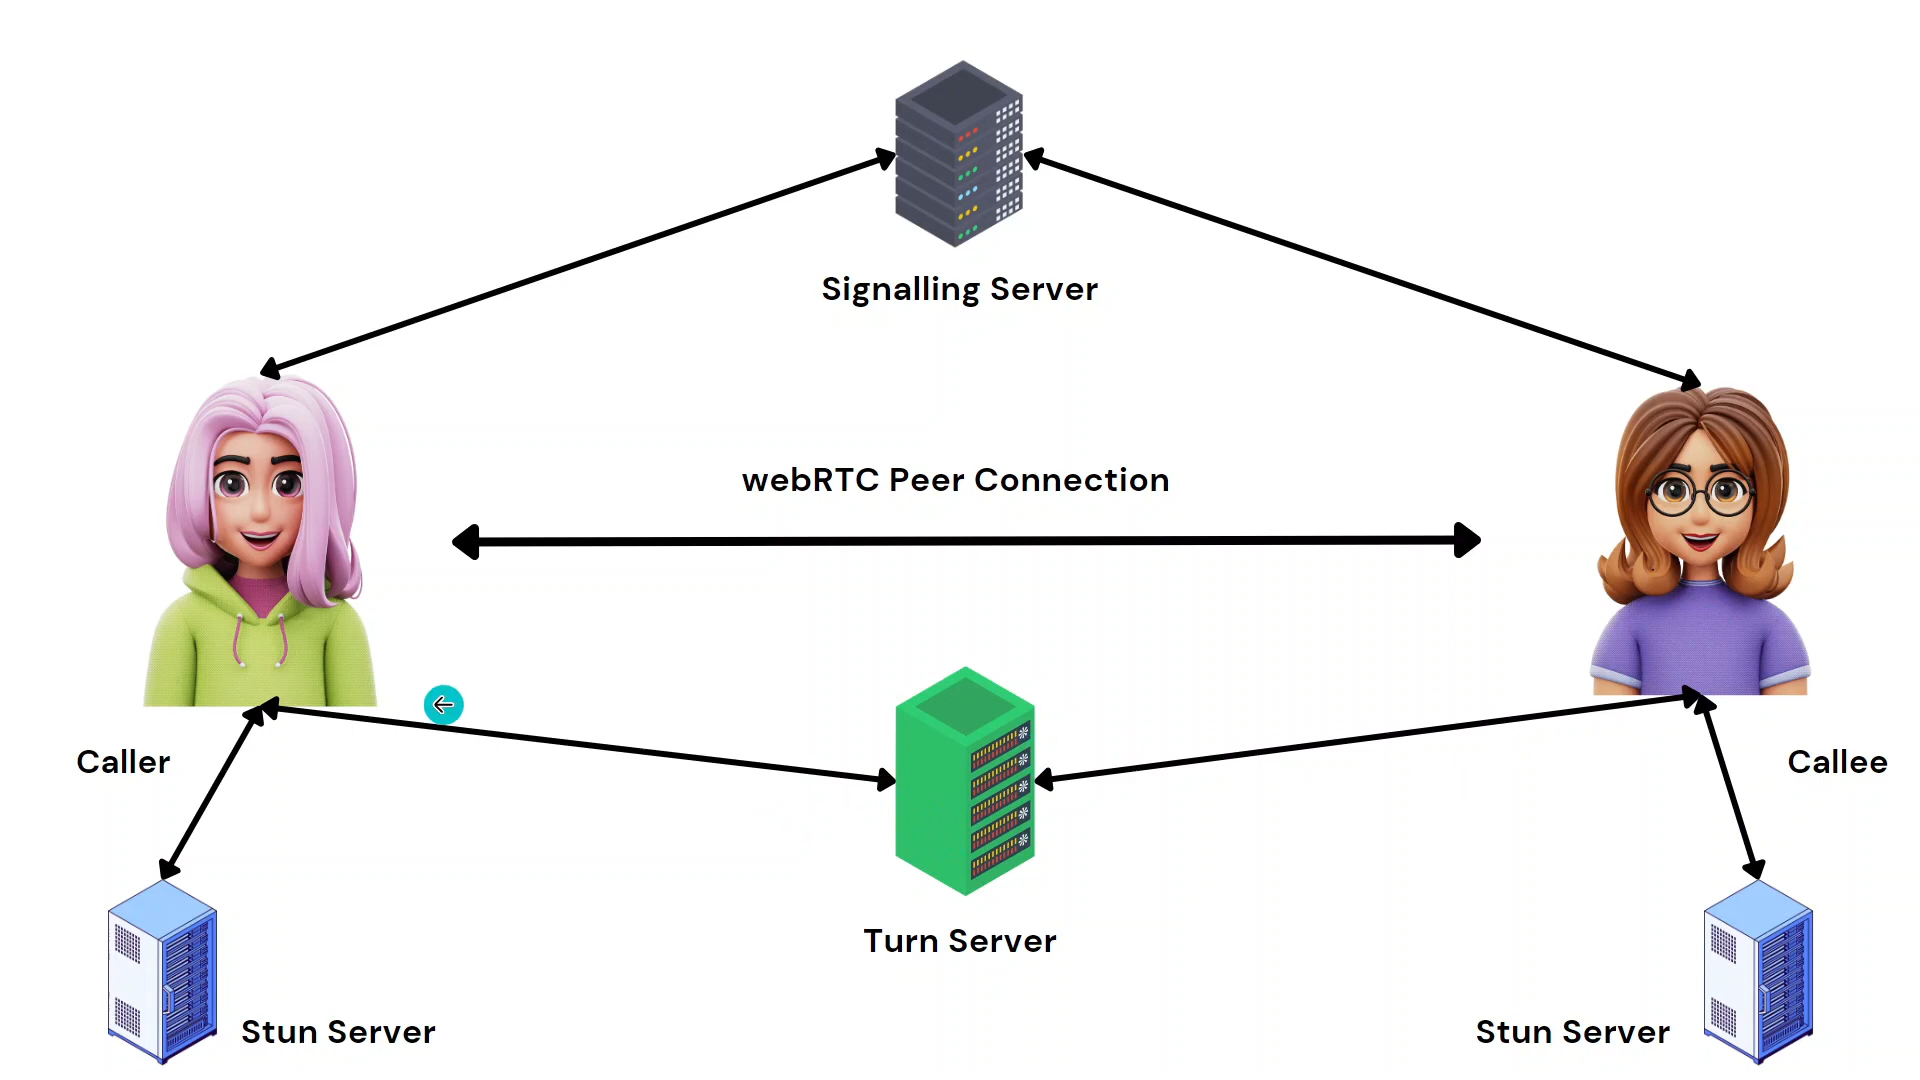 Signalling Server
webRTC Peer Connection
Caller
Callee
Turn Server
Stun Server
Stun Server